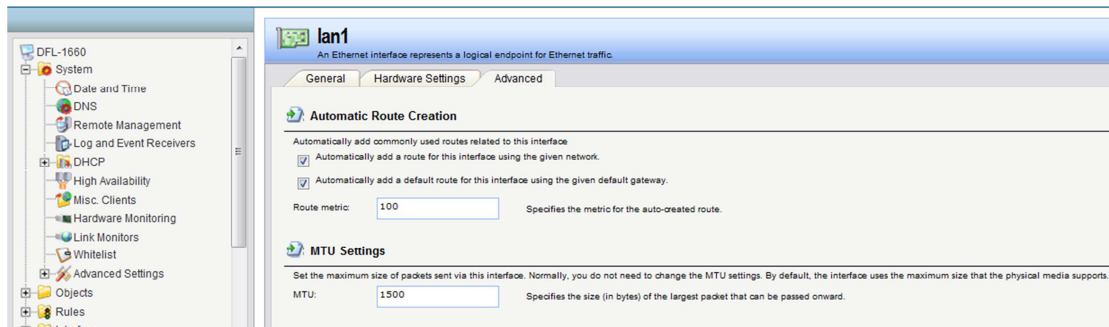 DFL-1660
System
Date and Time
DNS
Remote Management
Log and Event Receivers
DHCP
High Availability
Misc. Clients
Hardware Monitoring
Link Monitors
Whitelist
Advanced Settings
Objects
Rules
lan1
An Ethernet interface represents a logical endpoint for Ethernet traffic.
General Hardware Settings Advanced
Automatic Route Creation
Automatically add commonly used routes related to this interface
Automatically add a route for this interface using the given network.
Automatically add a default route for this interface using the given default gateway.
Route metric: 100 Specifies the metric for the auto-created route.
MTU Settings
Set the maximum size of packets sent via this interface. Normally, you do not need to change the MTU settings. By default, the interface uses the maximum size that the physical media supports.
MTU: 1500 Specifies the size (in bytes) of the largest packet that can be passed onward.